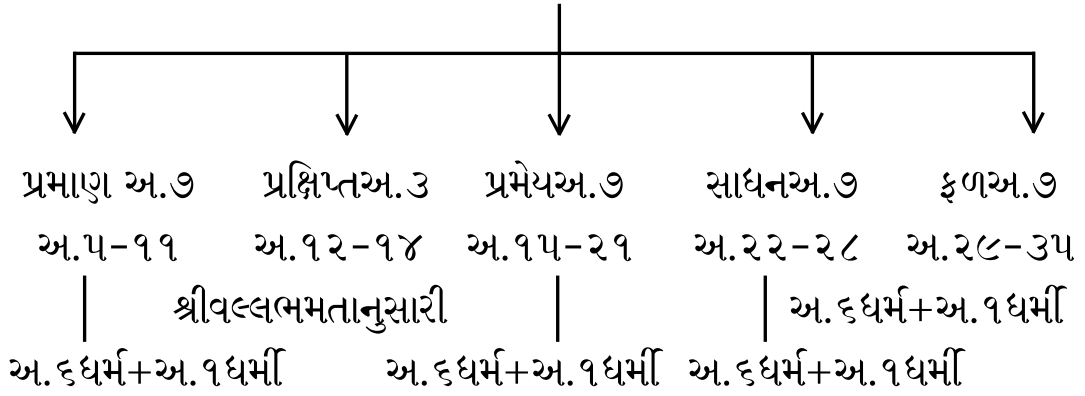 પ્રમાણ અ.૭ પ્રક્ષિપ્તઅ.૩ પ્રમેયઅ.૭ સાધનઅ.૭ ફળઅ.૭
અ.૫-૧૧ અ.૧૨-૧૪ અ.૧૫-૨૧ અ.૨૨-૨૮ અ.૨૯-૩૫
શ્રીવલ્લભમતાનુસારી અ.૬ધર્મ+અ.૧ધર્મી
અ.૬ધર્મ+અ.૧ધર્મી અ.૬ધર્મ+અ.૧ધર્મી અ.૬ધર્મ+અ.૧ધર્મી